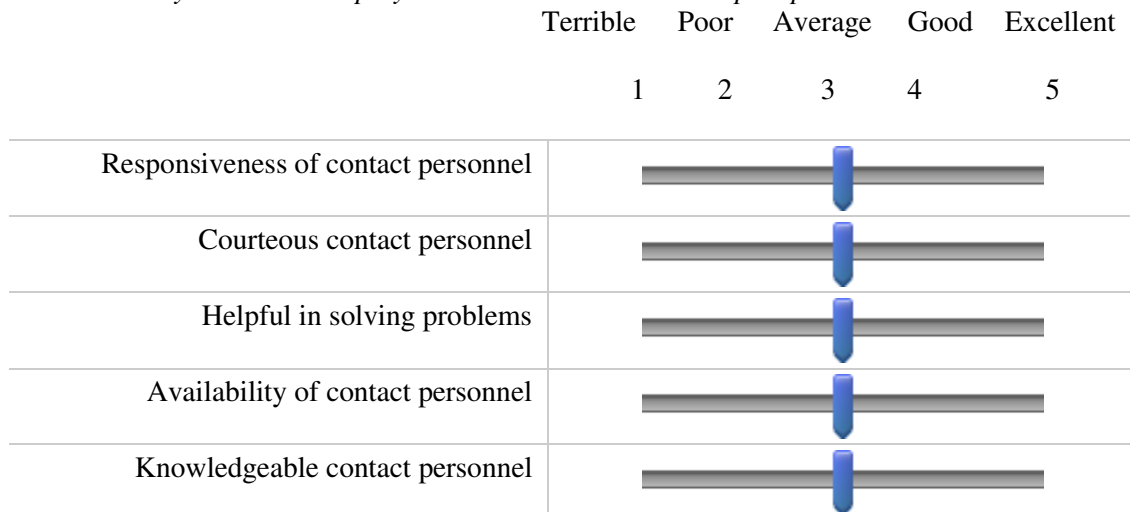 Terrible Poor Average Good Excellent
1 2 3 4 5
Responsiveness of contact personnel
Courteous contact personnel
Helpful in solving problems
Availability of contact personnel
Knowledgeable contact personnel